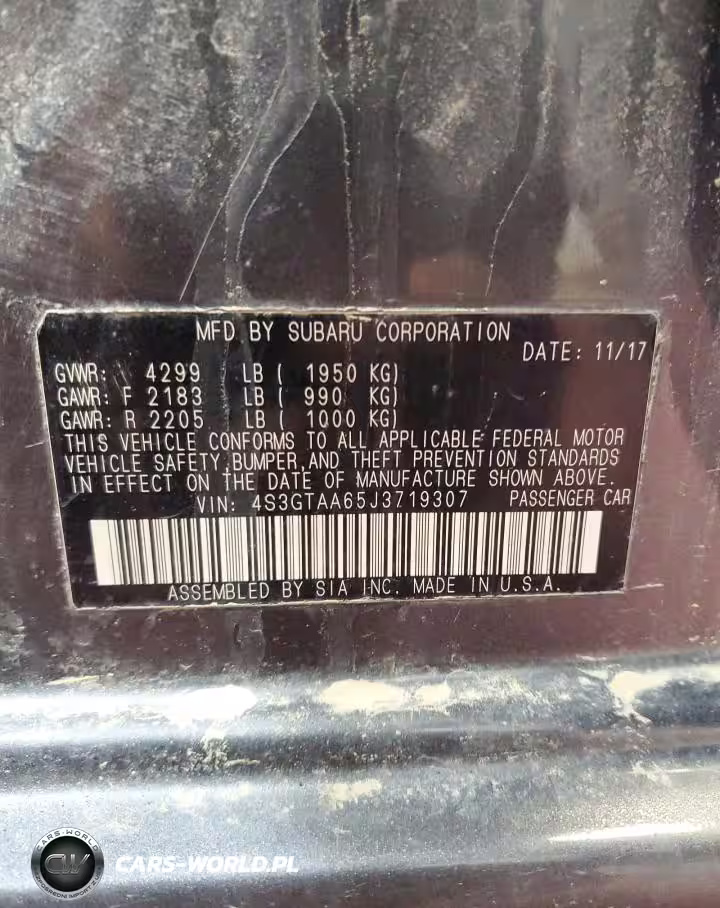 MFD BY SUBARU CORPORATION
DATE: 11/17
GVWR: 4299 LB ( 1950 KG)
GAWR: F 2183 LB ( 990 KG)
GAWR: R 2205 LB ( 1000 KG)
THIS VEHICLE CONFORMS TO ALL APPLICABLE FEDERAL MOTOR
VEHICLE SAFETY,BUMPER,AND THEFT PREVENTION STANDARDS
IN EFFECT ON THE DATE OF MANUFACTURE SHOWN ABOVE.
VIN: 4S3GTAA65J3719307 PASSENGER CAR
ASSEMBLED BY SIA INC. MADE IN U.S.A.
CARS-WORLD
CW
CARS-WORLD.PL